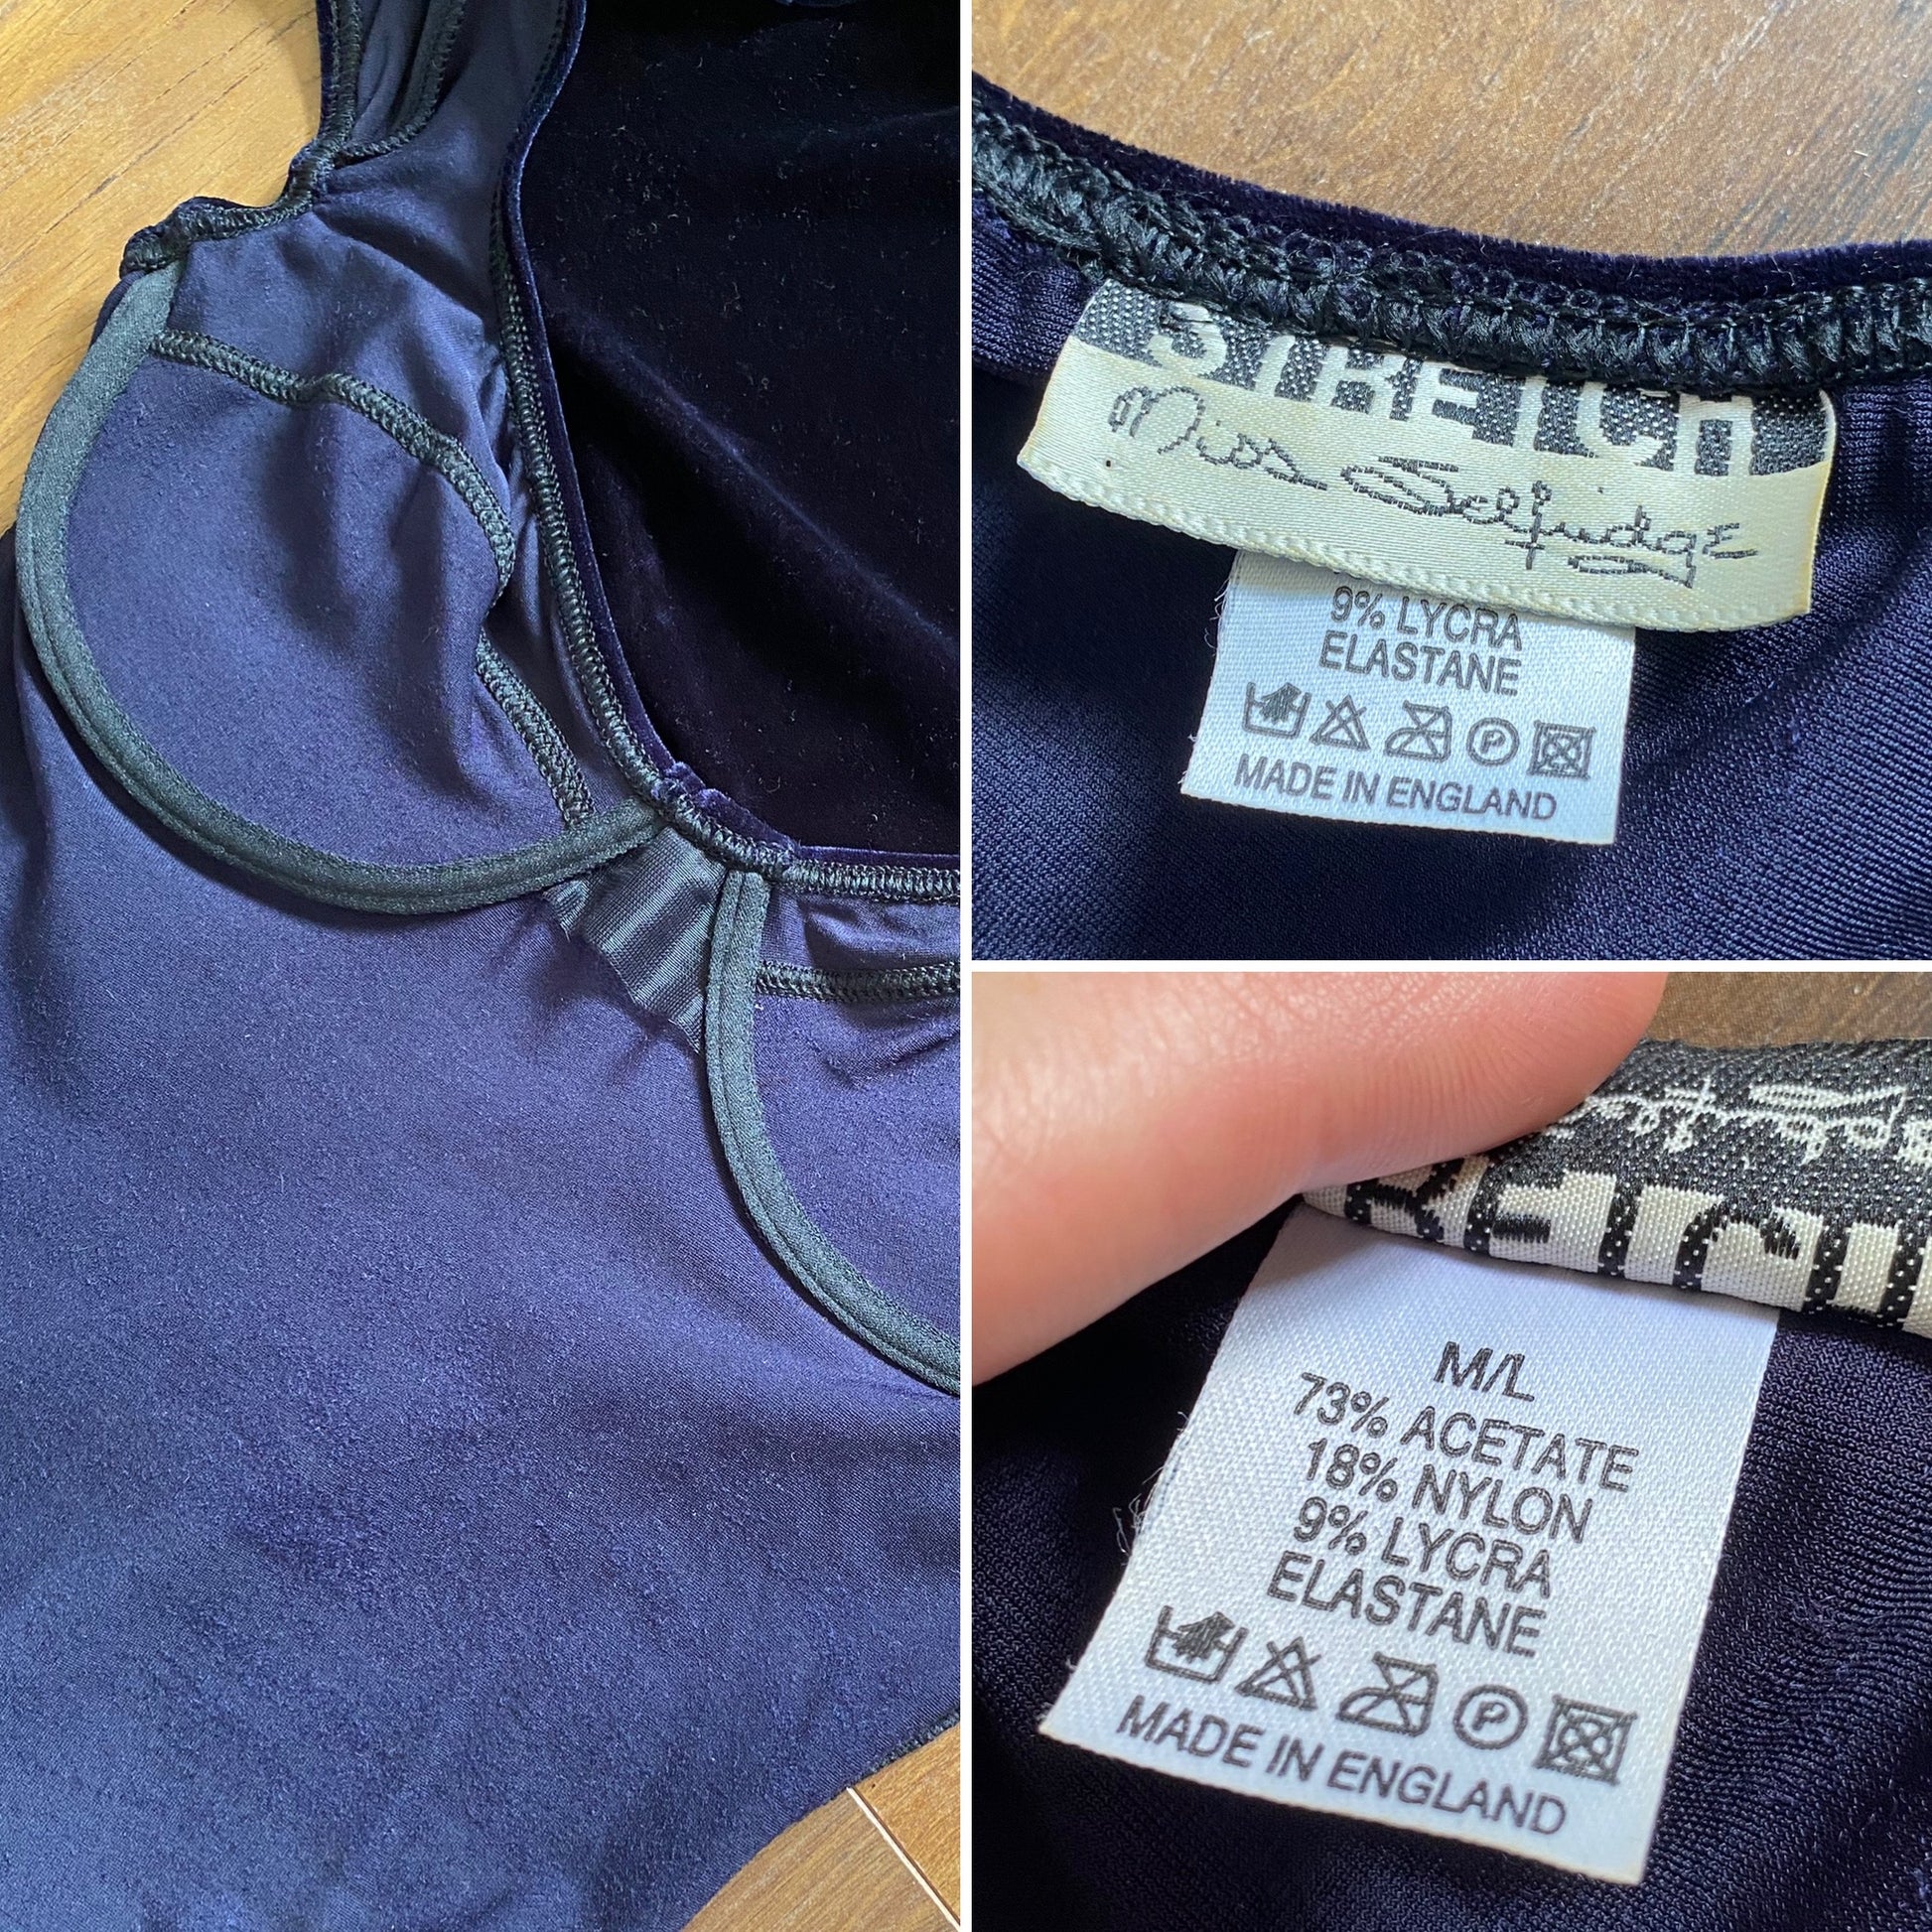 STRETCH
Miss Selfridge
9% LYCRA
ELASTANE
P
MADE IN ENGLAND
RETCH
M/L
73% ACETATE
18% NYLON
9% LYCRA
ELASTANE
P
MADE IN ENGLAND